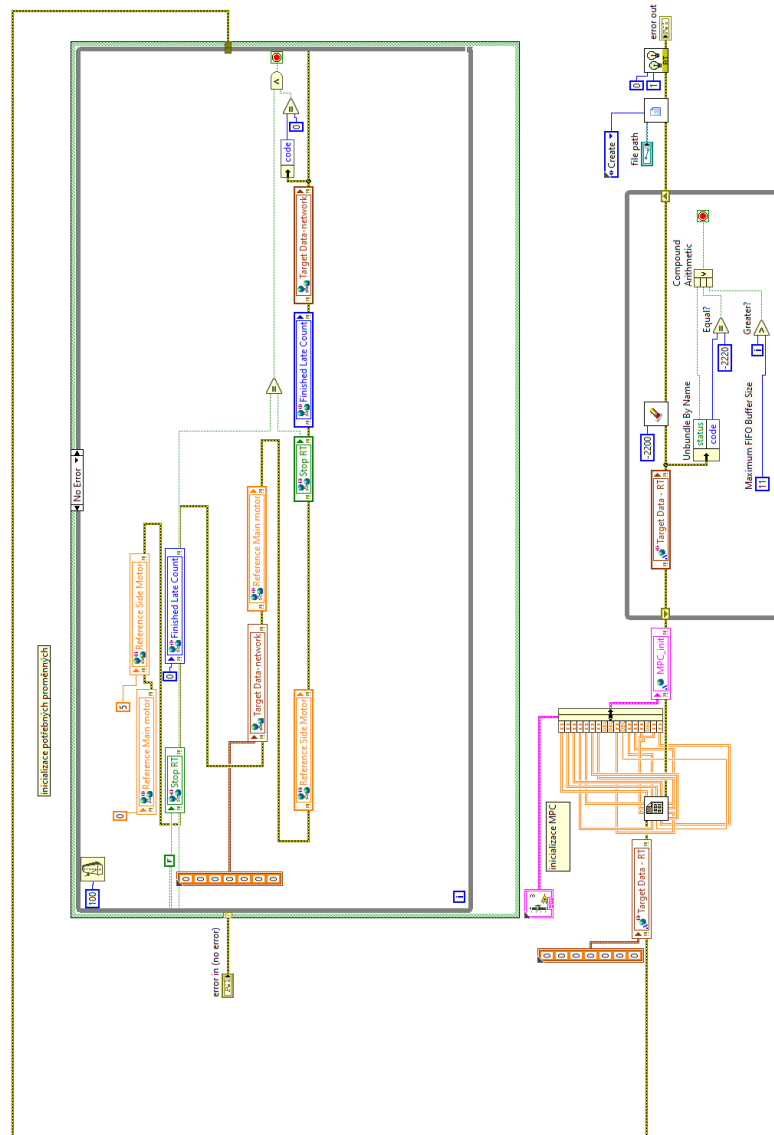 inicializace potřebných proměnných
No Error
100
0
Reference Main motor
5
Reference Side Motor
F
Stop RT
0
Finished Late Count
error in (no error)
0 0 0 0 0 0 0
Target Data-network
Reference Main motor
Reference Side Motor
Stop RT
Finished Late Count
Target Data-network
code
0
i
3
inicializace MPC
0 0 0 0 0 0 0
Target Data - RT
MPC_init
Target Data - RT
-2200
Unbundle By Name
status
code
-2220
Equal?
Compound
Arithmetic
Maximum FIFO Buffer Size
11
i
Greater?
Create
file path
0
1
RT
error out